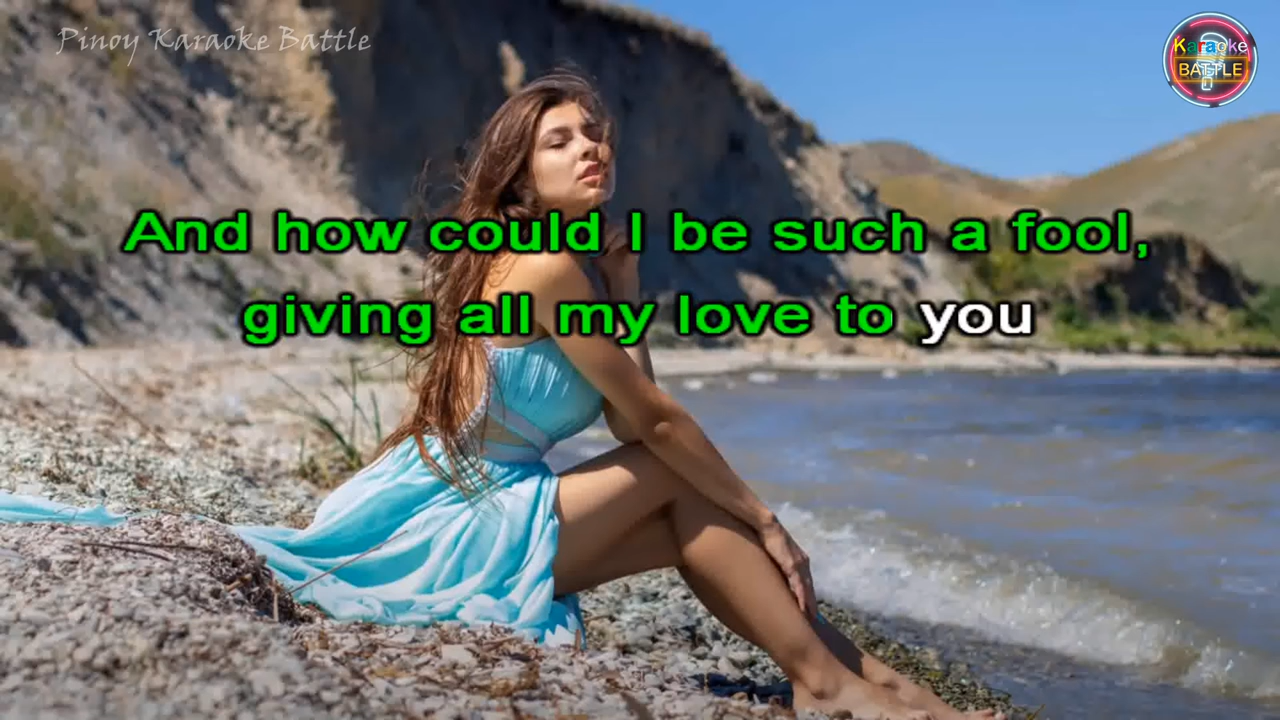 Pinoy Karaoke Battle
Karaoke
BATTLE
And how could I be such a fool,
giving all my love to you